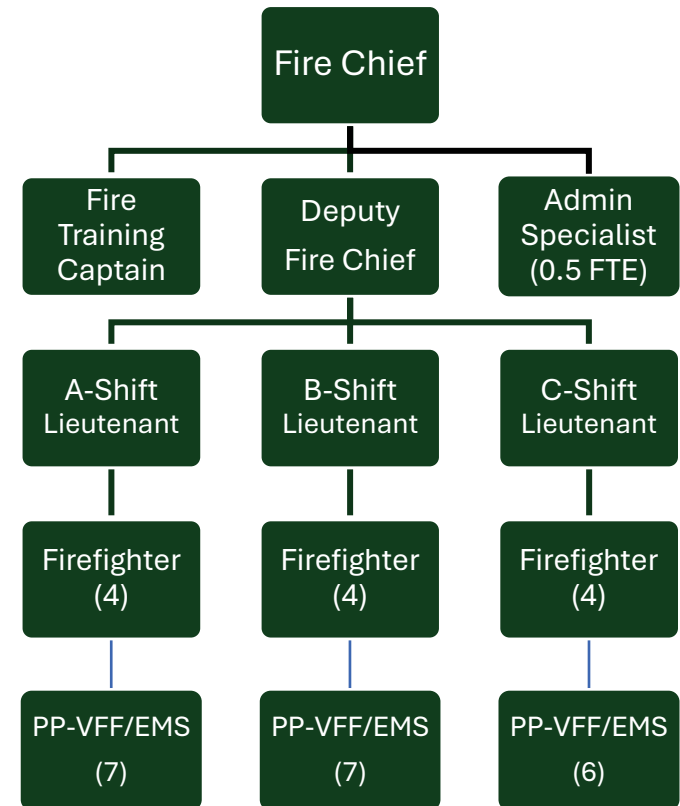 Fire Chief
Fire
Training
Captain
Deputy
Fire Chief
Admin
Specialist
(0.5 FTE)
A-Shift
Lieutenant
B-Shift
Lieutenant
C-Shift
Lieutenant
Firefighter
(4)
Firefighter
(4)
Firefighter
(4)
PP-VFF/EMS
(7)
PP-VFF/EMS
(7)
PP-VFF/EMS
(6)